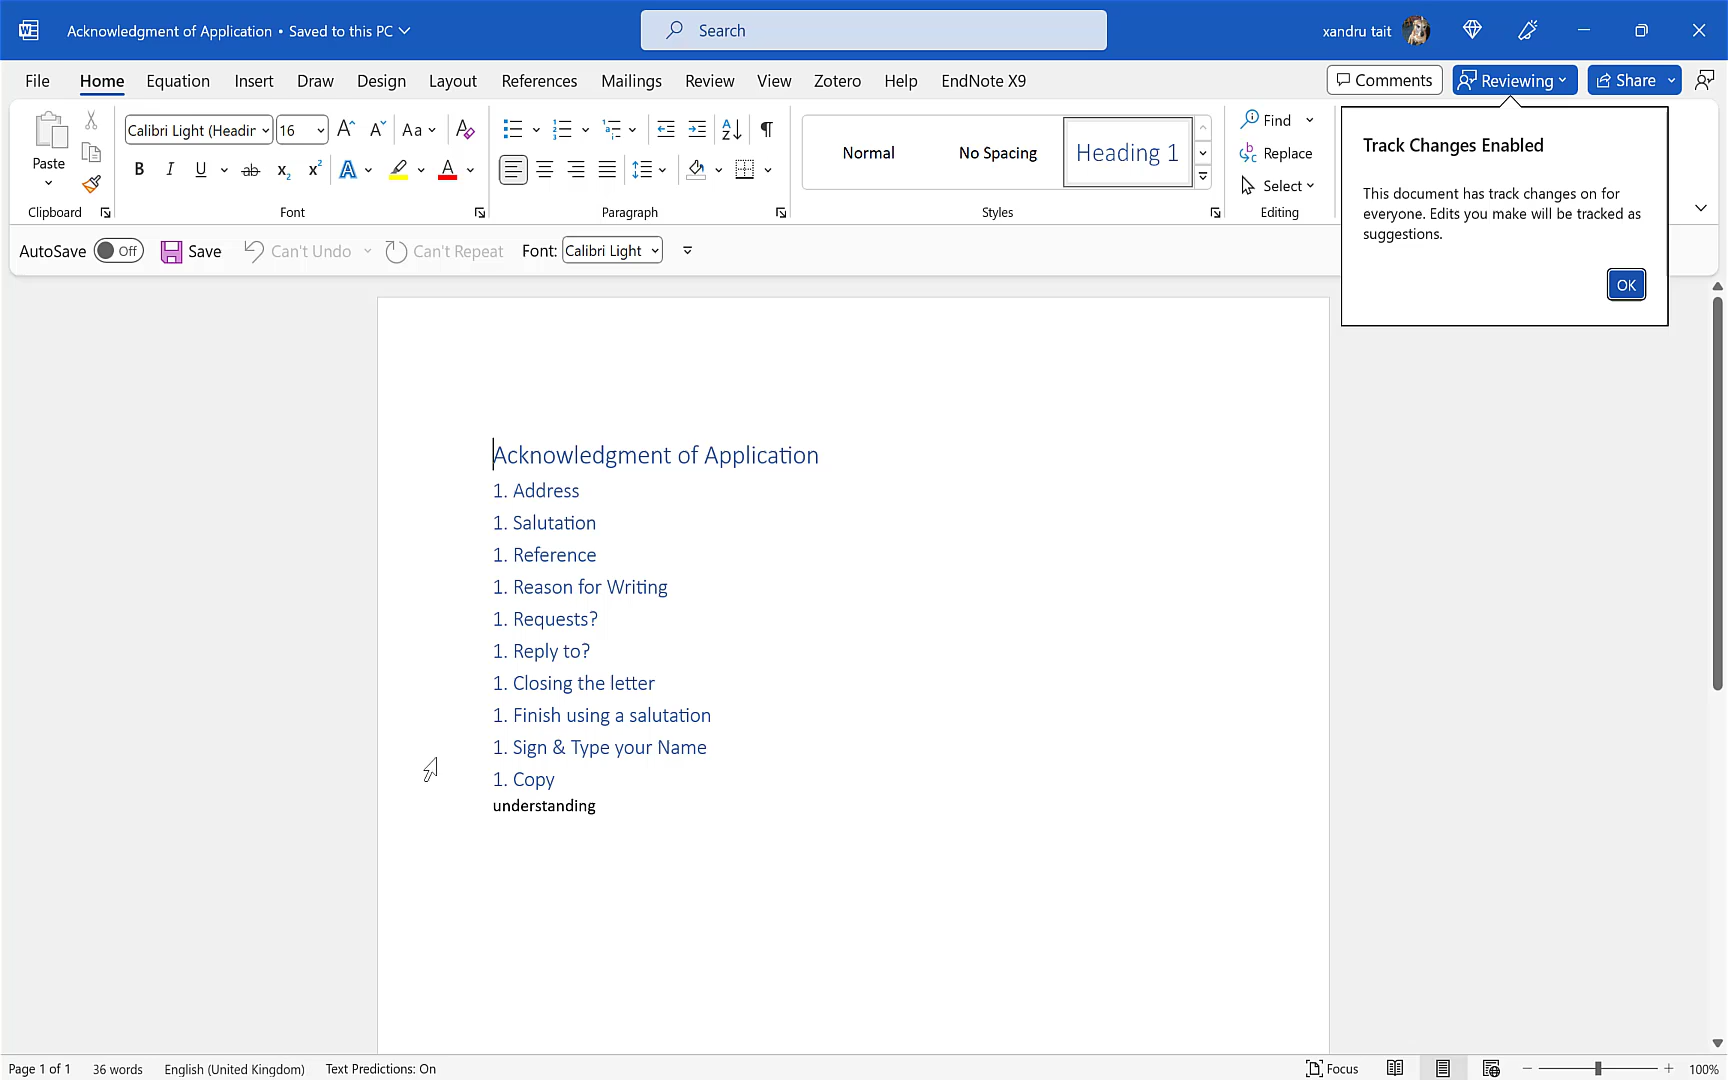 Acknowledgment of Application • Saved to this PC
Search
xandru tait
File Home Equation Insert Draw Design Layout References Mailings Review View Zotero Help EndNote X9
Comments Reviewing Share
Paste
Clipboard
Calibri Light (Headir 16
Aa
B I U ab x2 x2 A A
Font
Paragraph
Normal
No Spacing
Heading 1
Styles
Find
Replace
Select
Editing
Track Changes Enabled
This document has track changes on for
everyone. Edits you make will be tracked as
suggestions.
OK
AutoSave Off Save Can't Undo Can't Repeat Font: Calibri Light
Acknowledgment of Application
1. Address
1. Salutation
1. Reference
1. Reason for Writing
1. Requests?
1. Reply to?
1. Closing the letter
1. Finish using a salutation
1. Sign & Type your Name
1. Copy
understanding
Page 1 of 1 36 words English (United Kingdom) Text Predictions: On Focus 100%